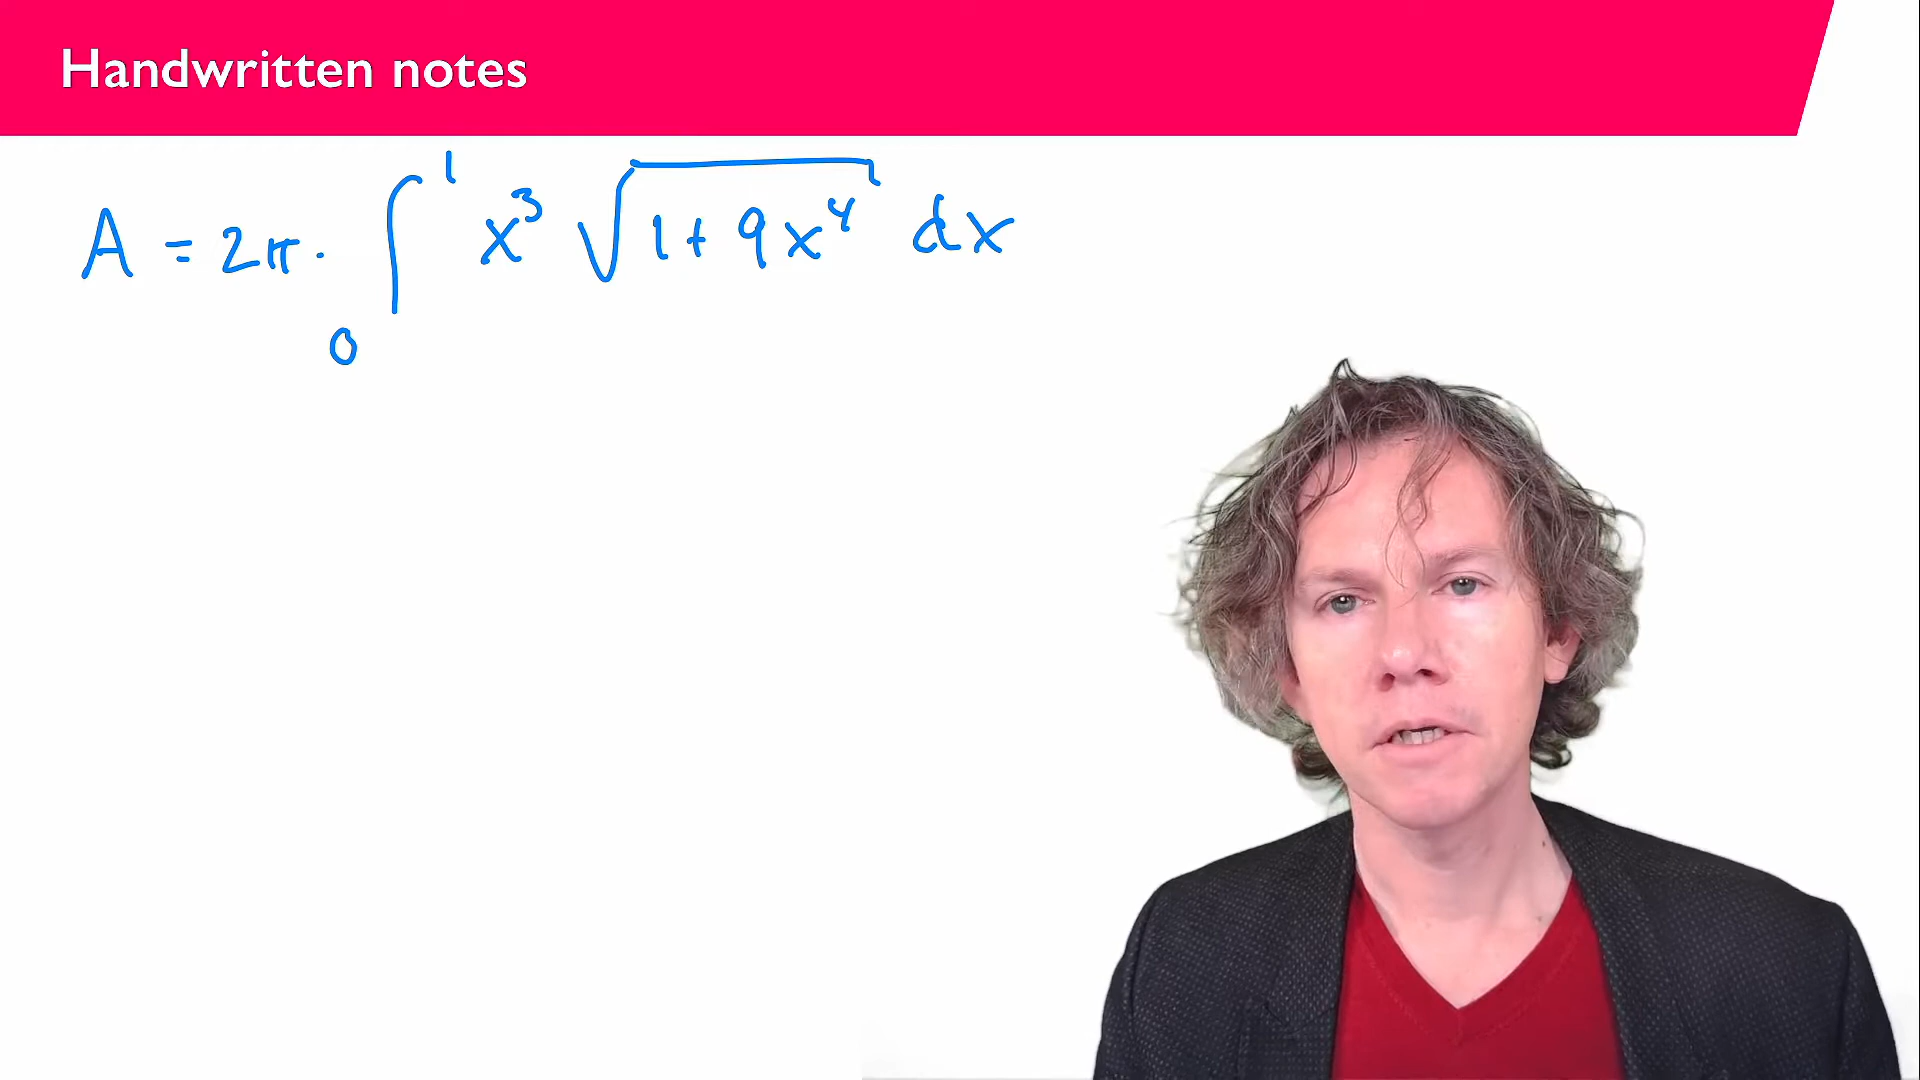 Handwritten notes
A = 2π · ∫₀¹ x³ √(1 + 9x⁴) dx